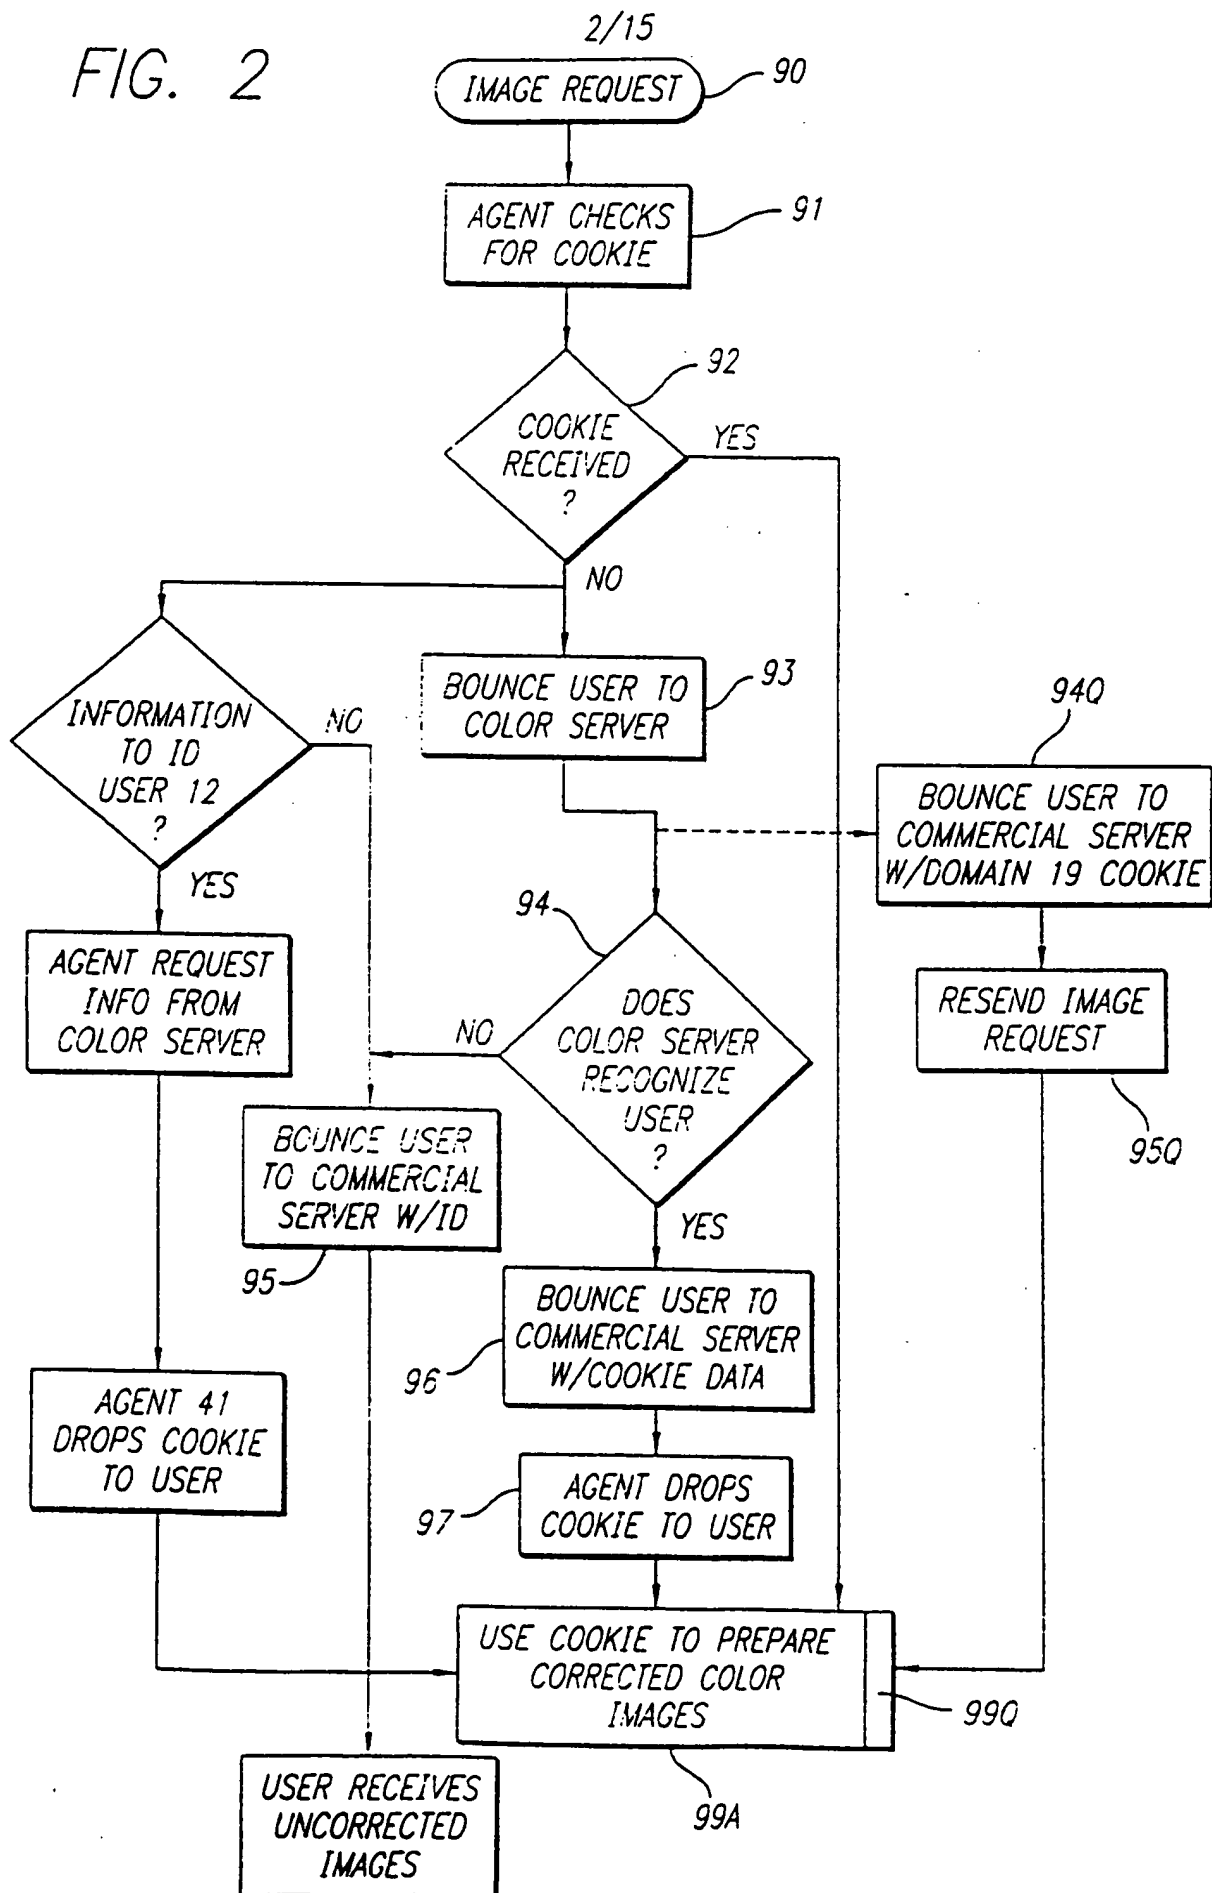 2/15
FIG. 2
IMAGE REQUEST
90
AGENT CHECKS
FOR COOKIE
91
92
COOKIE
RECEIVED
?
YES
NO
BOUNCE USER TO
COLOR SERVER
93
INFORMATION
TO ID
USER 12
?
NO
YES
94Q
BOUNCE USER TO
COMMERCIAL SERVER
W/DOMAIN 19 COOKIE
94
AGENT REQUEST
INFO FROM
COLOR SERVER
DOES
COLOR SERVER
RECOGNIZE
USER
?
NO
YES
RESEND IMAGE
REQUEST
95Q
BOUNCE USER
TO COMMERCIAL
SERVER W/ID
95
BOUNCE USER TO
COMMERCIAL SERVER
W/COOKIE DATA
96
AGENT 41
DROPS COOKIE
TO USER
AGENT DROPS
COOKIE TO USER
97
USE COOKIE TO PREPARE
CORRECTED COLOR
IMAGES
99Q
99A
USER RECEIVES
UNCORRECTED
IMAGES